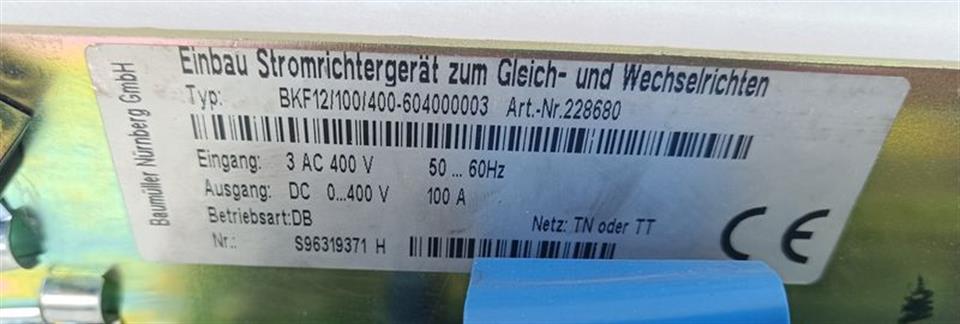 Baumüller Nürnberg GmbH
Einbau Stromrichtergerät zum Gleich- und Wechselrichten
Typ: BKF12/100/400-604000003 Art.-Nr.228680
Eingang: 3 AC 400 V 50 ... 60Hz
Ausgang: DC 0...400 V 100 A
Betriebsart:DB Netz: TN oder TT
Nr.: S96319371 H
CE